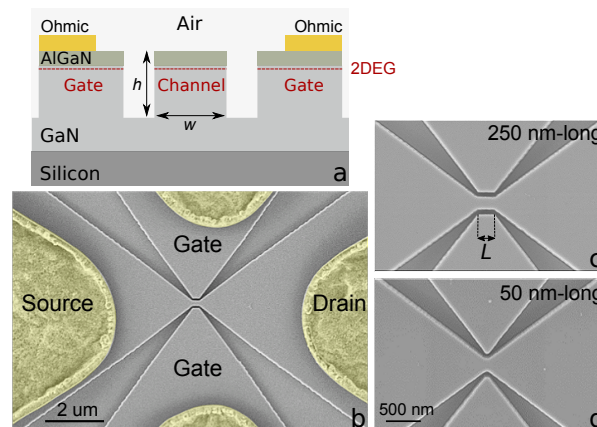 Ohmic
Air
Ohmic
AlGaN
2DEG
Gate
h
Channel
Gate
w
GaN
Silicon
a
250 nm-long
L
c
Gate
Source
Drain
Gate
2 um
b
50 nm-long
500 nm
d